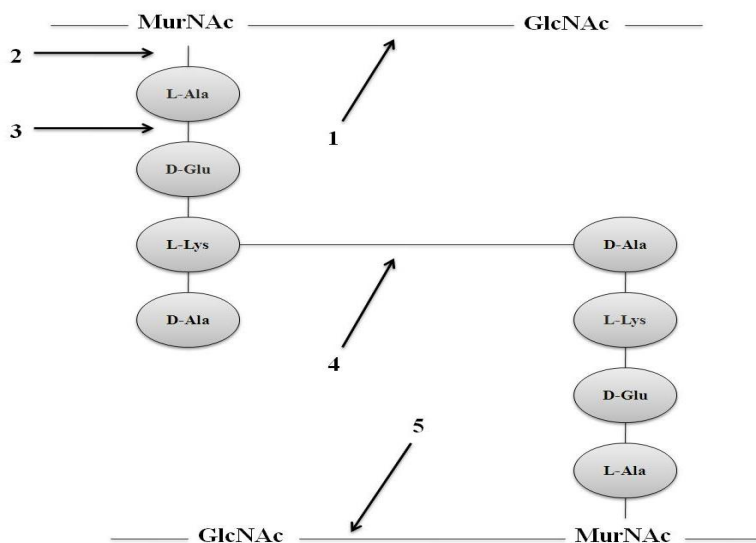 MurNAc GlcNAc
2
L-Ala
3
1
D-Glu
L-Lys D-Ala
D-Ala L-Lys
4
D-Glu
5
L-Ala
GlcNAc MurNAc